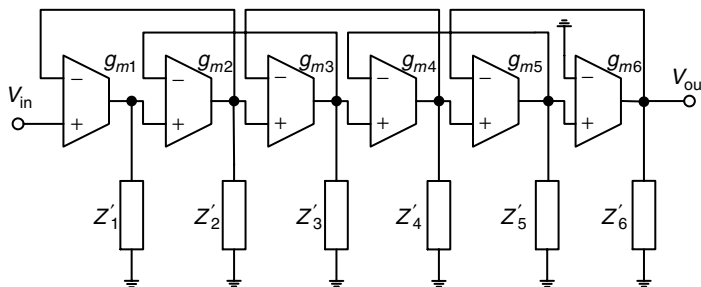 g_m1 g_m2 g_m3 g_m4 g_m5 g_m6
− − − − − −
V_in V_ou
+ + + + + +
Z′_1 Z′_2 Z′_3 Z′_4 Z′_5 Z′_6